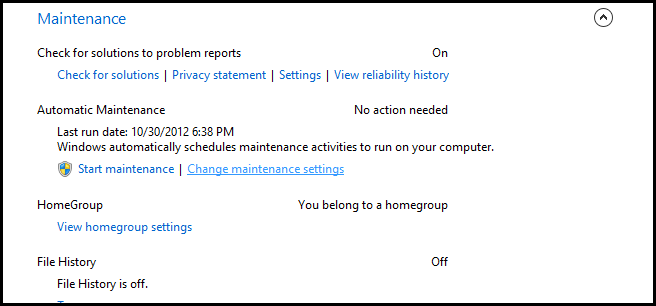 Maintenance
Check for solutions to problem reports On
Check for solutions | Privacy statement | Settings | View reliability history
Automatic Maintenance No action needed
Last run date: 10/30/2012 6:38 PM
Windows automatically schedules maintenance activities to run on your computer.
Start maintenance | Change maintenance settings
HomeGroup You belong to a homegroup
View homegroup settings
File History Off
File History is off.